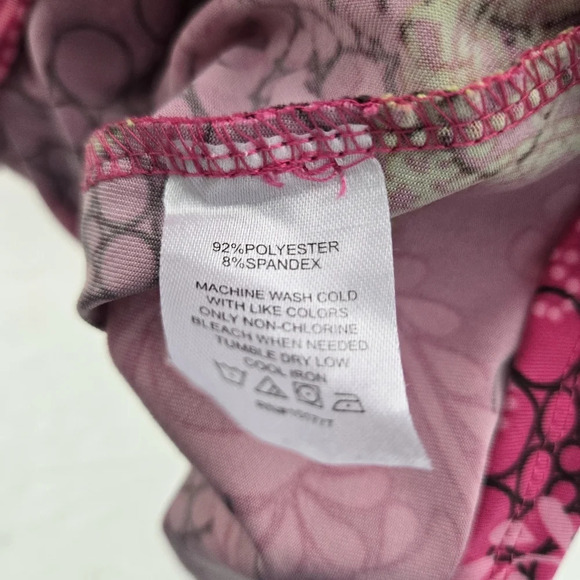 92%POLYESTER
8%SPANDEX
MACHINE WASH COLD
WITH LIKE COLORS
ONLY NON-CHLORINE
BLEACH WHEN NEEDED
TUMBLE DRY LOW
COOL IRON